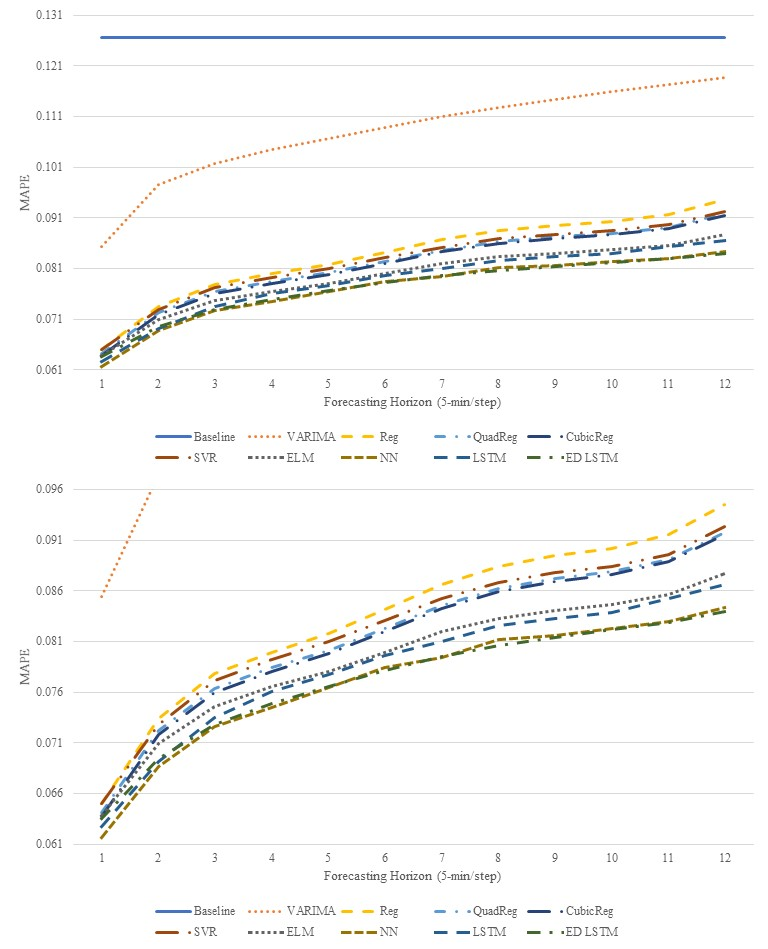 0.131
0.121
0.111
0.101
0.091
0.081
0.071
0.061
MAPE
1 2 3 4 5 6 7 8 9 10 11 12
Forecasting Horizon (5-min/step)
Baseline VARIMA Reg QuadReg CubicReg
SVR ELM NN LSTM ED LSTM
0.096
0.091
0.086
0.081
0.076
0.071
0.066
0.061
MAPE
1 2 3 4 5 6 7 8 9 10 11 12
Forecasting Horizon (5-min/step)
Baseline VARIMA Reg QuadReg CubicReg
SVR ELM NN LSTM ED LSTM